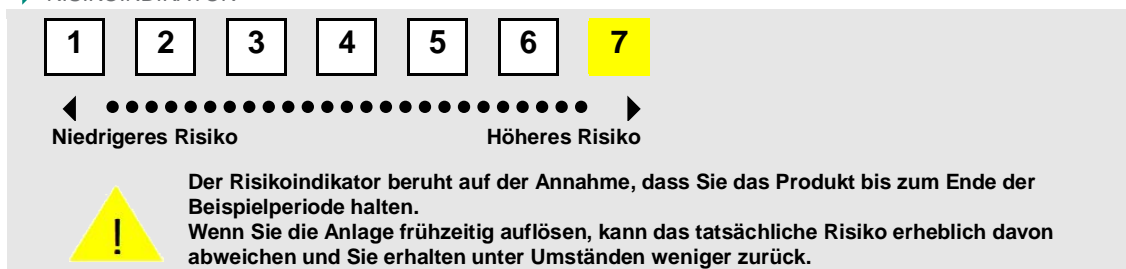 RISIKOINDIKATOR
1 2 3 4 5 6 7
Niedrigeres Risiko Höheres Risiko
Der Risikoindikator beruht auf der Annahme, dass Sie das Produkt bis zum Ende der
Beispielperiode halten.
Wenn Sie die Anlage frühzeitig auflösen, kann das tatsächliche Risiko erheblich davon
abweichen und Sie erhalten unter Umständen weniger zurück.
!